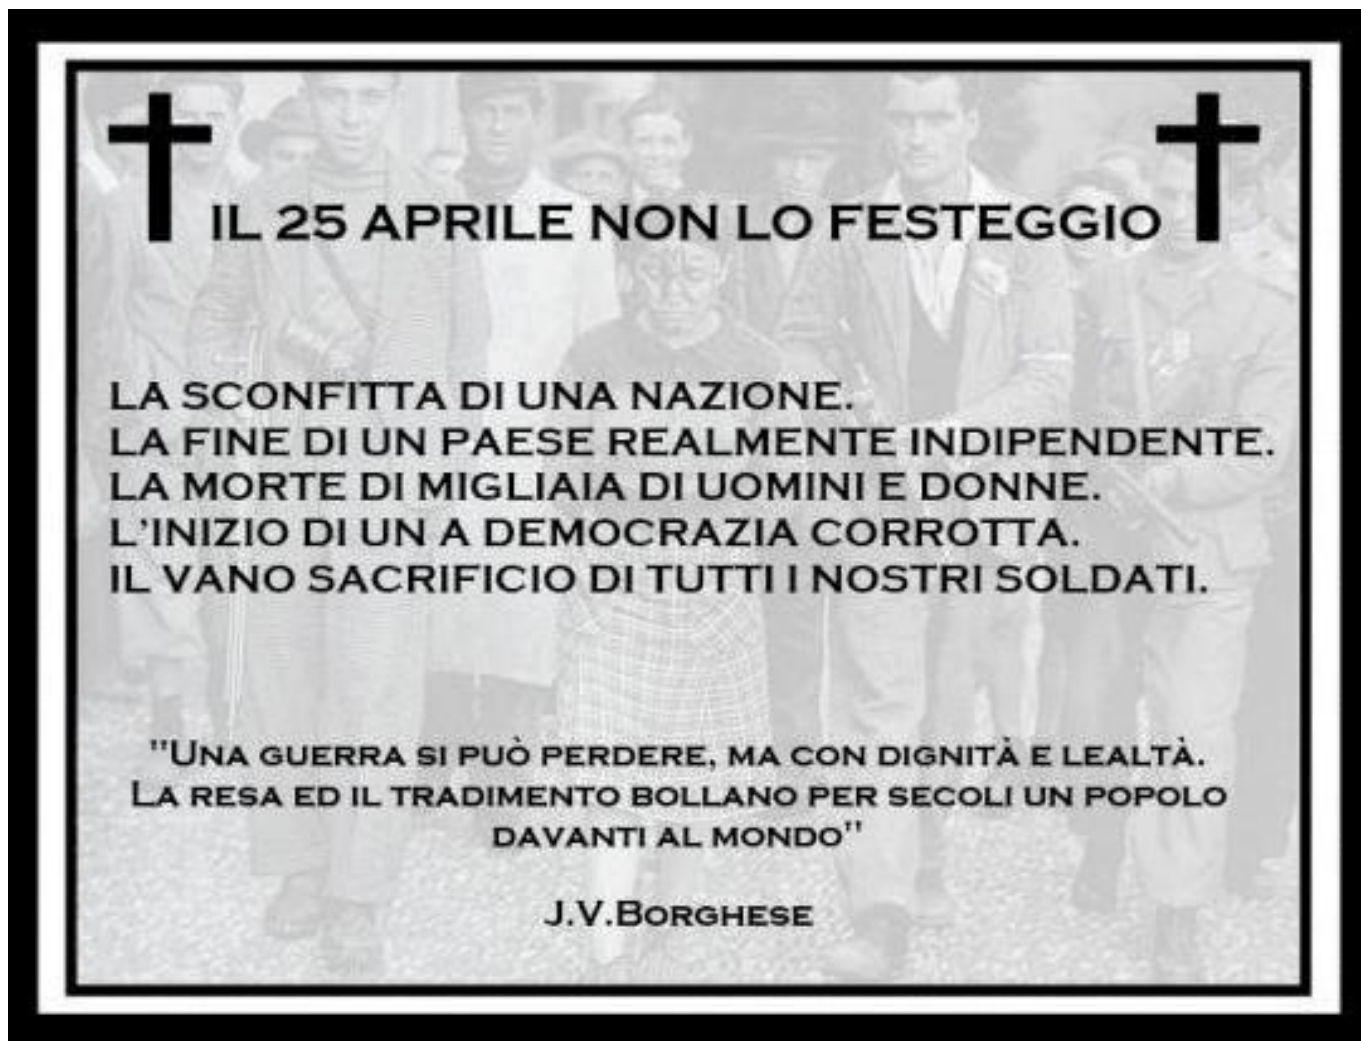 IL 25 APRILE NON LO FESTEGGIO
LA SCONFITTA DI UNA NAZIONE.
LA FINE DI UN PAESE REALMENTE INDIPENDENTE.
LA MORTE DI MIGLIAIA DI UOMINI E DONNE.
L'INIZIO DI UN A DEMOCRAZIA CORROTTA.
IL VANO SACRIFICIO DI TUTTI I NOSTRI SOLDATI.
"UNA GUERRA SI PUÒ PERDERE, MA CON DIGNITÀ E LEALTÀ.
LA RESA ED IL TRADIMENTO BOLLANO PER SECOLI UN POPOLO
DAVANTI AL MONDO"
J.V.BORGHESE